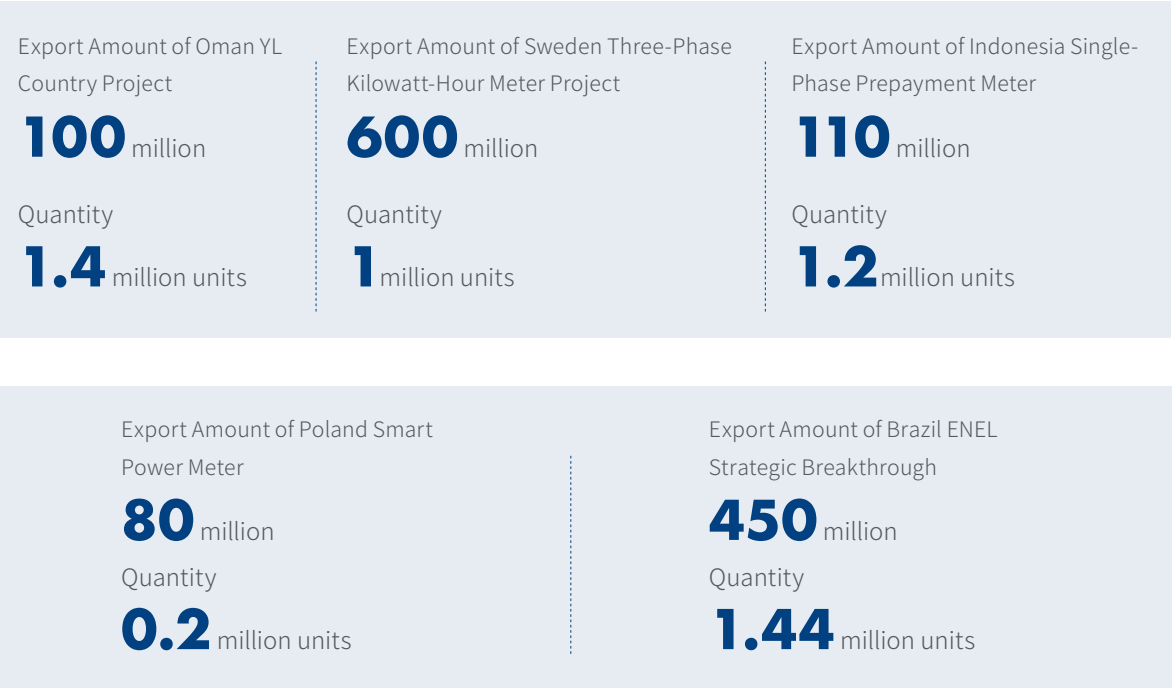 Export Amount of Oman YL
Country Project
100 million
Quantity
1.4 million units
Export Amount of Sweden Three-Phase
Kilowatt-Hour Meter Project
600 million
Quantity
1 million units
Export Amount of Indonesia Single-
Phase Prepayment Meter
110 million
Quantity
1.2 million units
Export Amount of Poland Smart
Power Meter
80 million
Quantity
0.2 million units
Export Amount of Brazil ENEL
Strategic Breakthrough
450 million
Quantity
1.44 million units